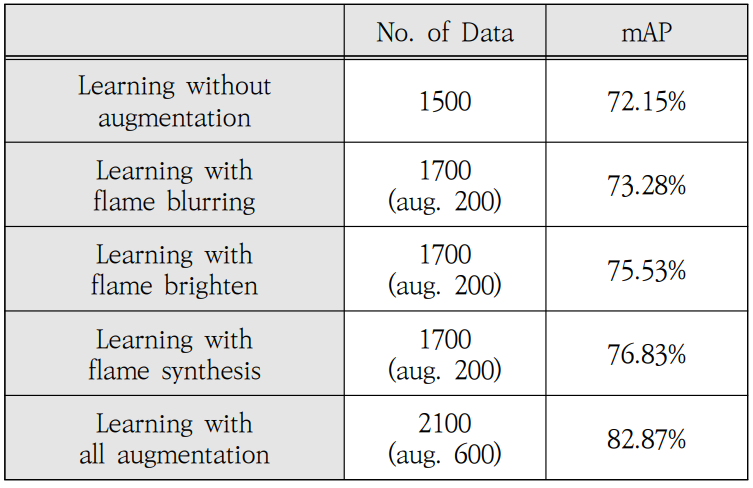 No. of Data mAP
Learning without
augmentation
1500
72.15%
Learning with
flame blurring
1700
(aug. 200)
73.28%
Learning with
flame brighten
1700
(aug. 200)
75.53%
Learning with
flame synthesis
1700
(aug. 200)
76.83%
Learning with
all augmentation
2100
(aug. 600)
82.87%